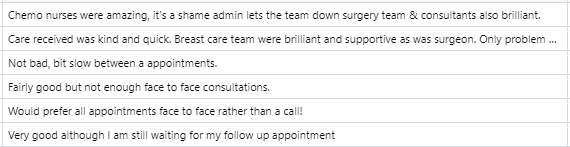 Chemo nurses were amazing, it's a shame admin lets the team down surgery team & consultants also brilliant.
Care received was kind and quick. Breast care team were brilliant and supportive as was surgeon. Only problem ...
Not bad, bit slow between a appointments.
Fairly good but not enough face to face consultations.
Would prefer all appointments face to face rather than a call!
Very good although I am still waiting for my follow up appointment